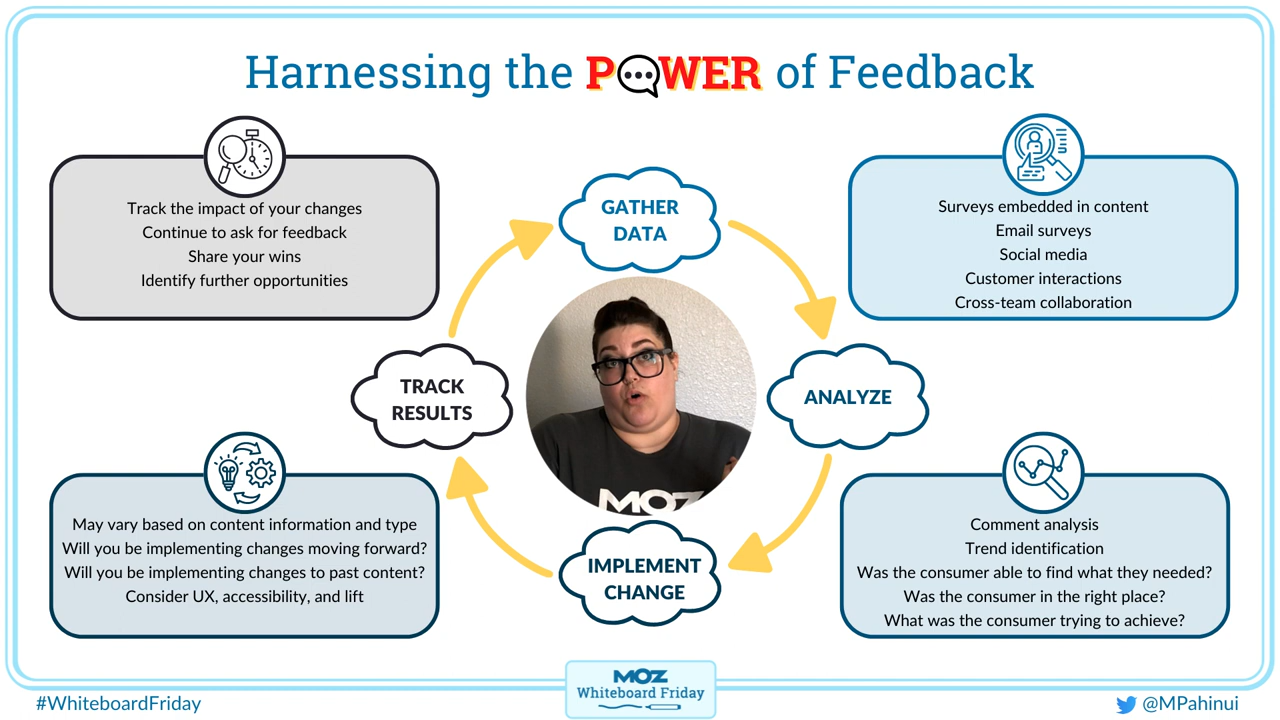 Harnessing the POWER of Feedback
Track the impact of your changes
Continue to ask for feedback
Share your wins
Identify further opportunities
GATHER
DATA
Surveys embedded in content
Email surveys
Social media
Customer interactions
Cross-team collaboration
TRACK
RESULTS
ANALYZE
MOZ
May vary based on content information and type
Will you be implementing changes moving forward?
Will you be implementing changes to past content?
Consider UX, accessibility, and lift
IMPLEMENT
CHANGE
Comment analysis
Trend identification
Was the consumer able to find what they needed?
Was the consumer in the right place?
What was the consumer trying to achieve?
#WhiteboardFriday
MOZ
Whiteboard Friday
@MPahinui